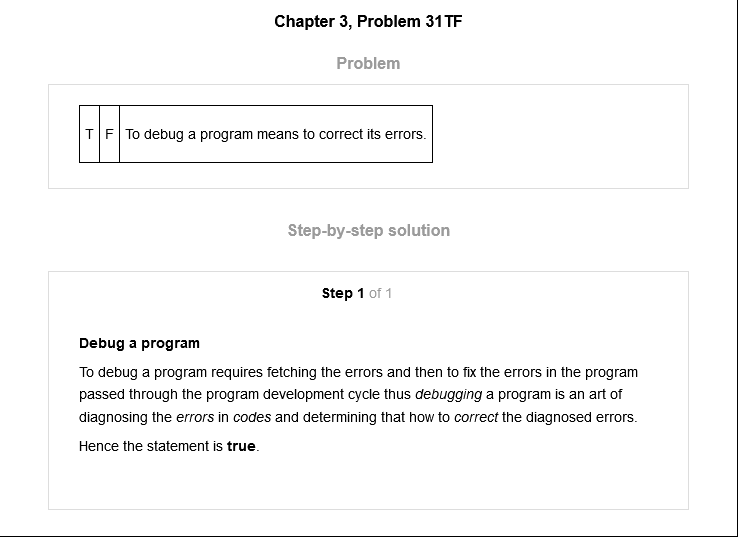 Chapter 3, Problem 31TF
Problem
T F To debug a program means to correct its errors.
Step-by-step solution
Step 1 of 1
Debug a program
To debug a program requires fetching the errors and then to fix the errors in the program
passed through the program development cycle thus debugging a program is an art of
diagnosing the errors in codes and determining that how to correct the diagnosed errors.
Hence the statement is true.